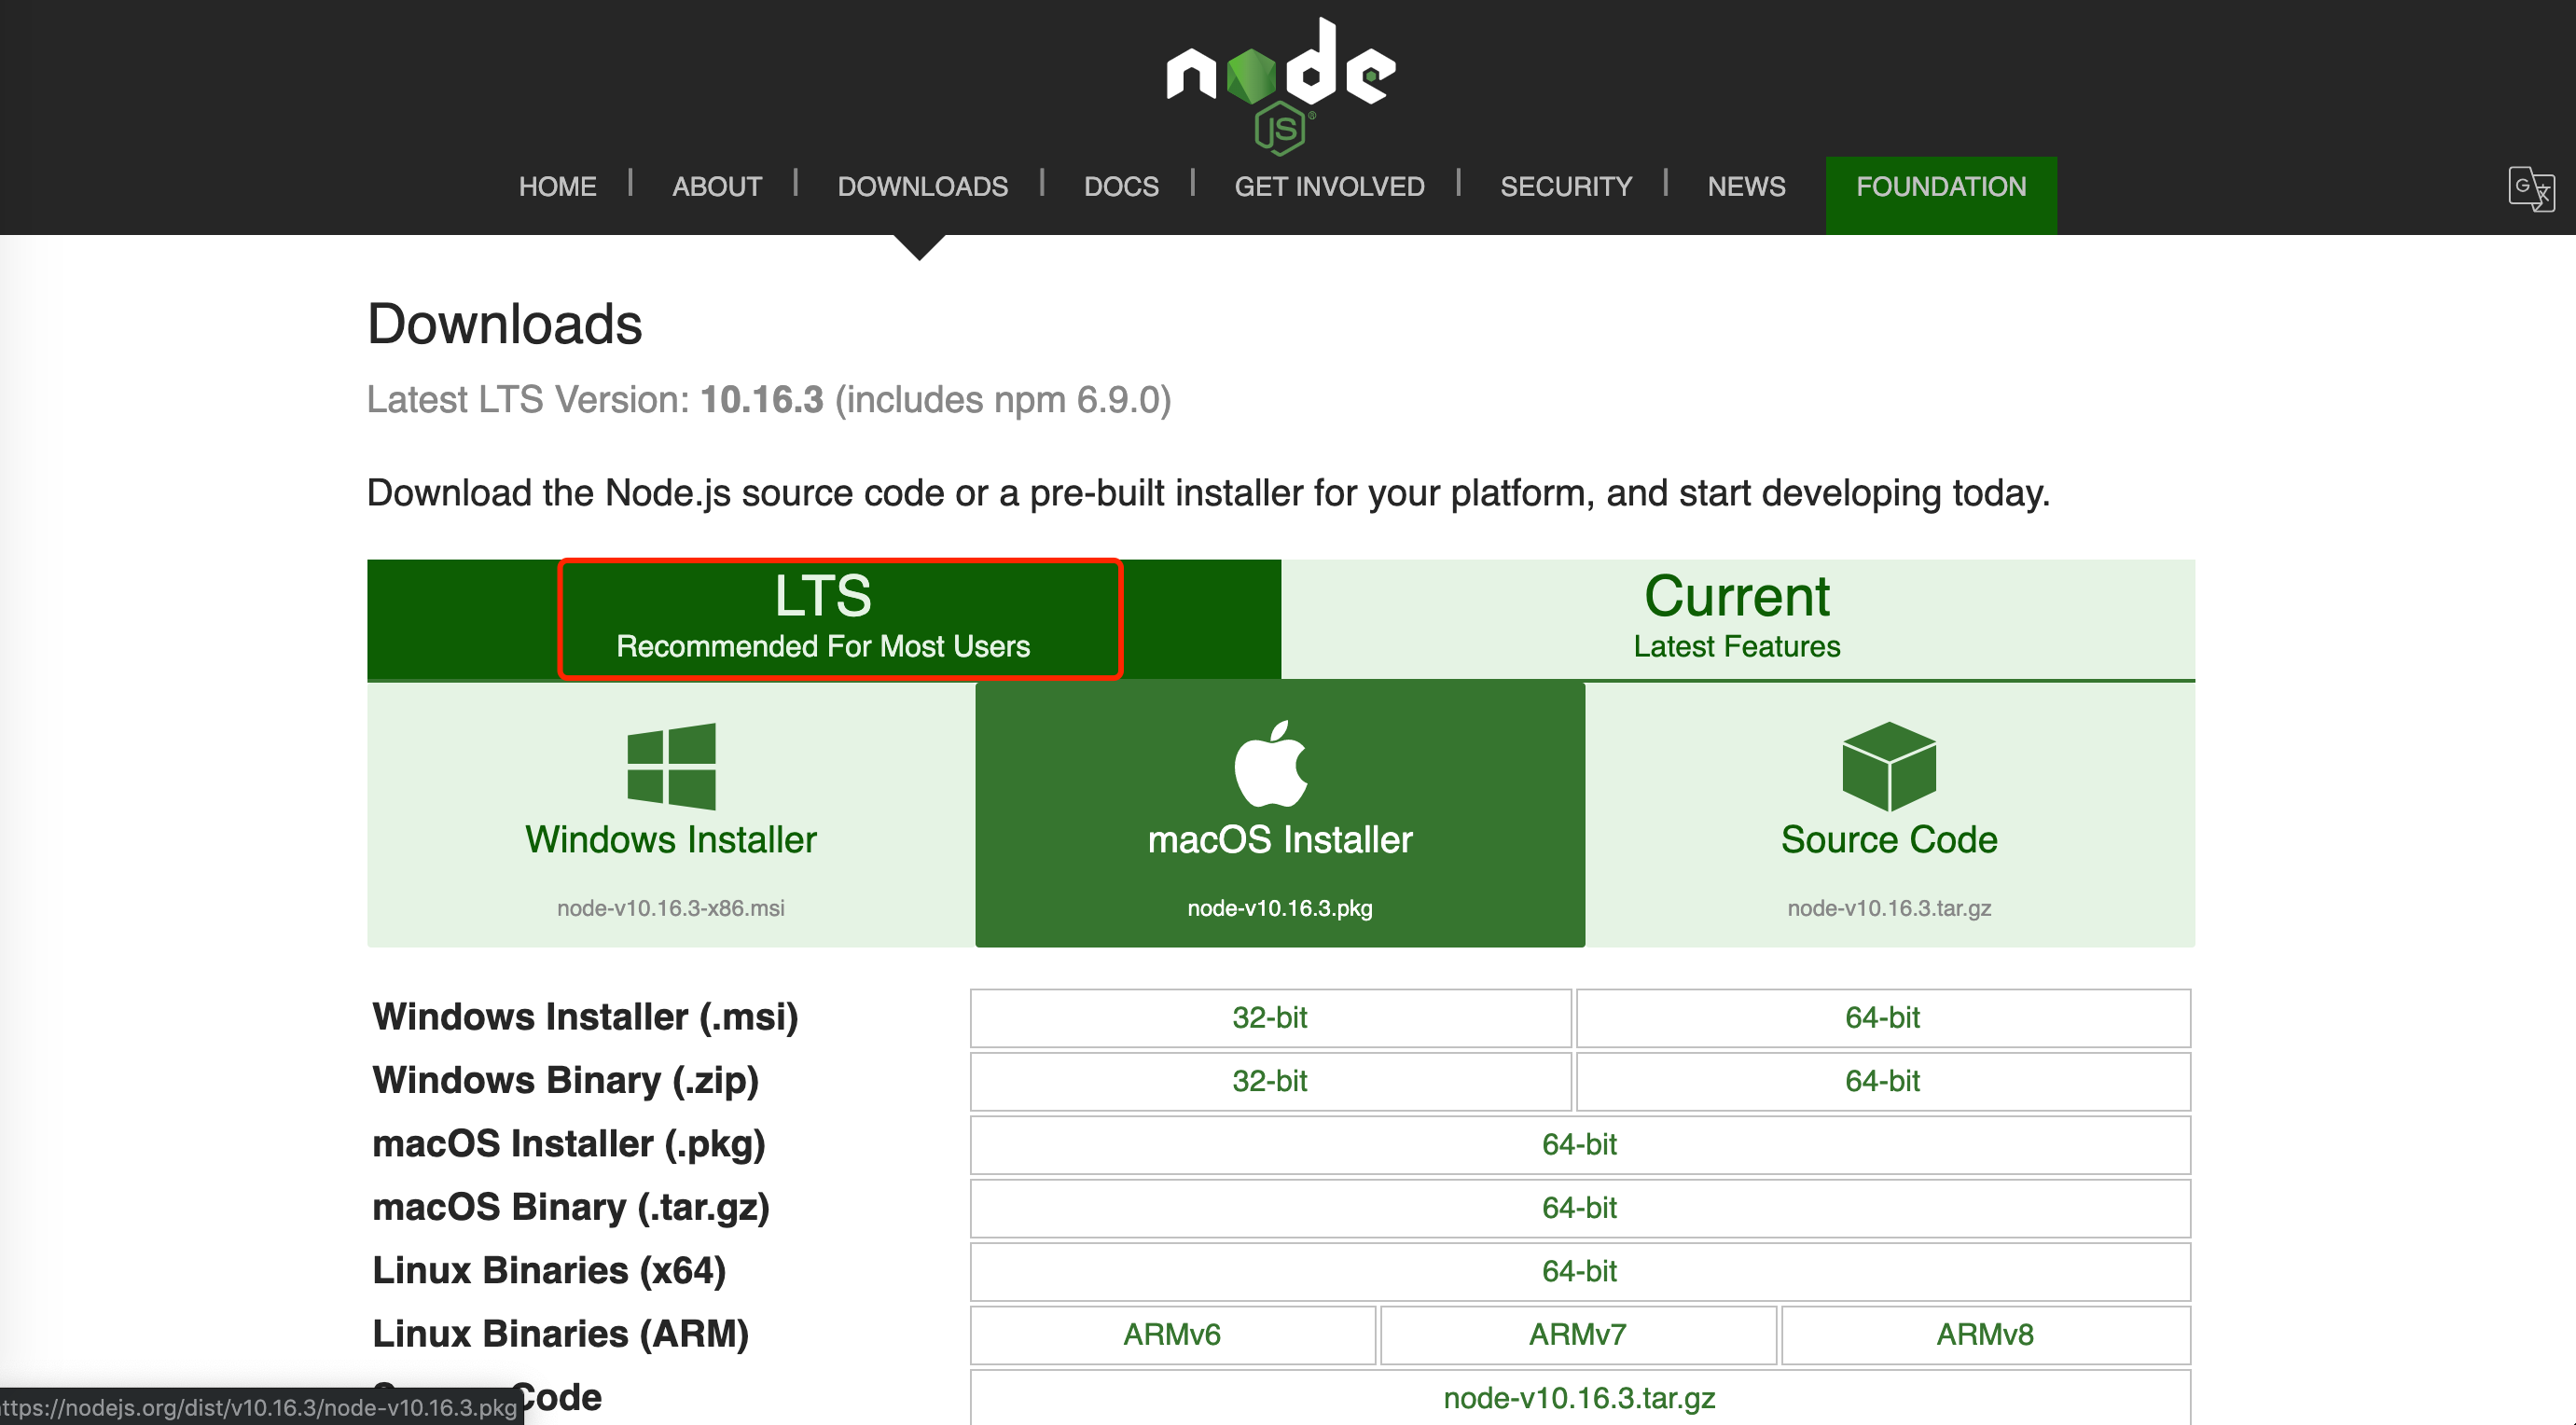 node
JS ®
HOME | ABOUT | DOWNLOADS | DOCS | GET INVOLVED | SECURITY | NEWS FOUNDATION
Downloads
Latest LTS Version: 10.16.3 (includes npm 6.9.0)
Download the Node.js source code or a pre-built installer for your platform, and start developing today.
LTS
Recommended For Most Users
Current
Latest Features
Windows Installer
node-v10.16.3-x86.msi
macOS Installer
node-v10.16.3.pkg
Source Code
node-v10.16.3.tar.gz
Windows Installer (.msi) 32-bit 64-bit
Windows Binary (.zip) 32-bit 64-bit
macOS Installer (.pkg) 64-bit
macOS Binary (.tar.gz) 64-bit
Linux Binaries (x64) 64-bit
Linux Binaries (ARM) ARMv6 ARMv7 ARMv8
Code node-v10.16.3.tar.gz
ttps://nodejs.org/dist/v10.16.3/node-v10.16.3.pkg